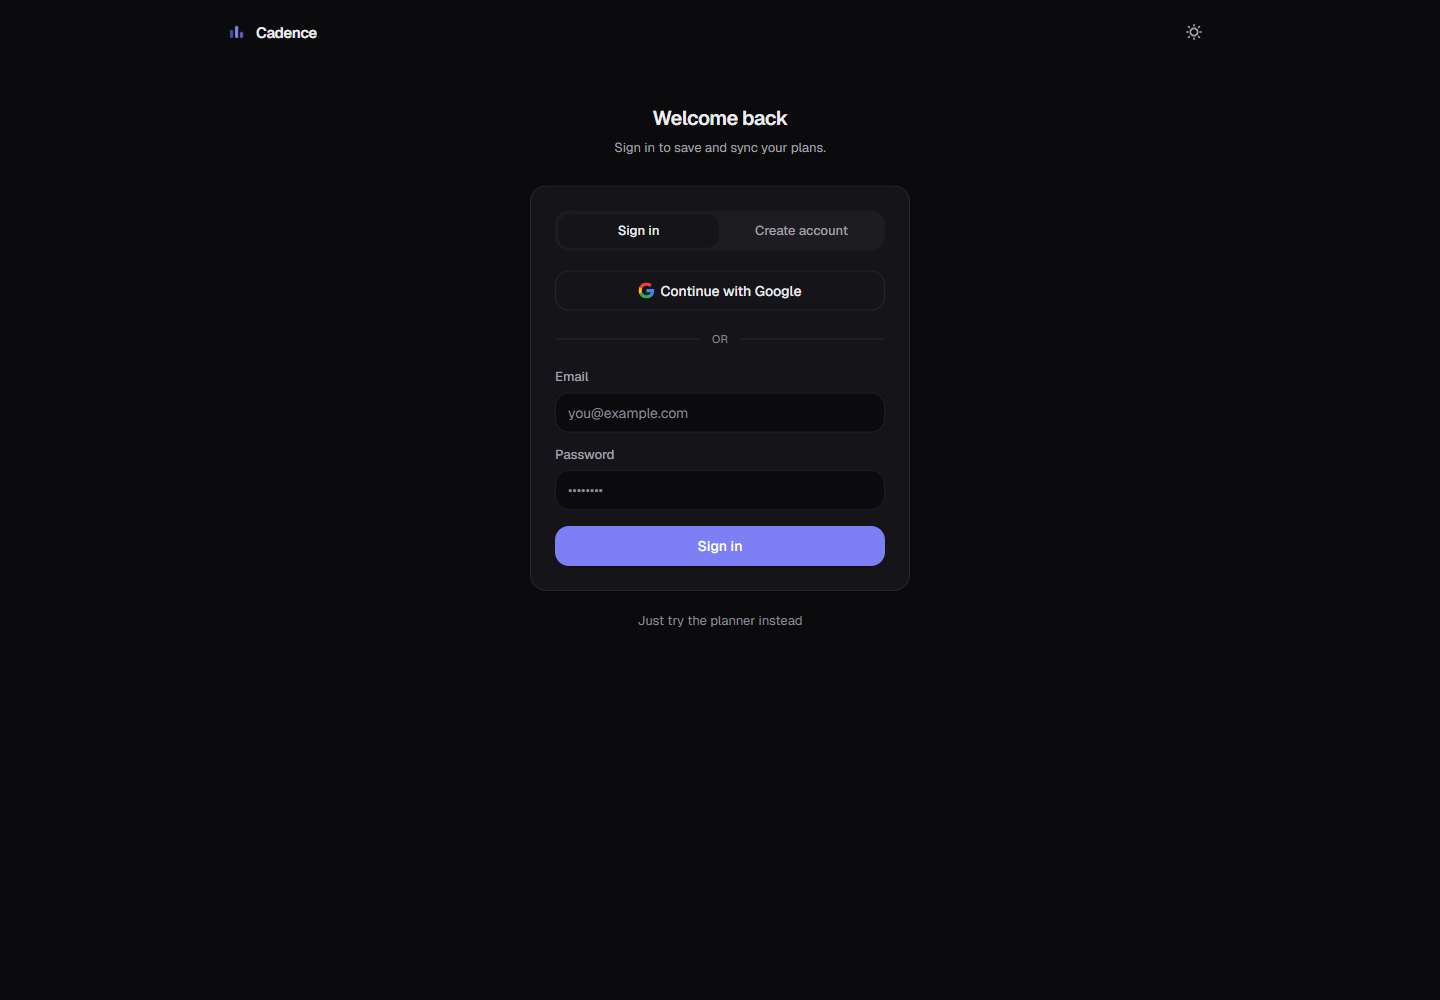 Cadence
Welcome back
Sign in to save and sync your plans.
Sign in
Create account
Continue with Google
OR
Email
you@example.com
Password
••••••••
Sign in
Just try the planner instead